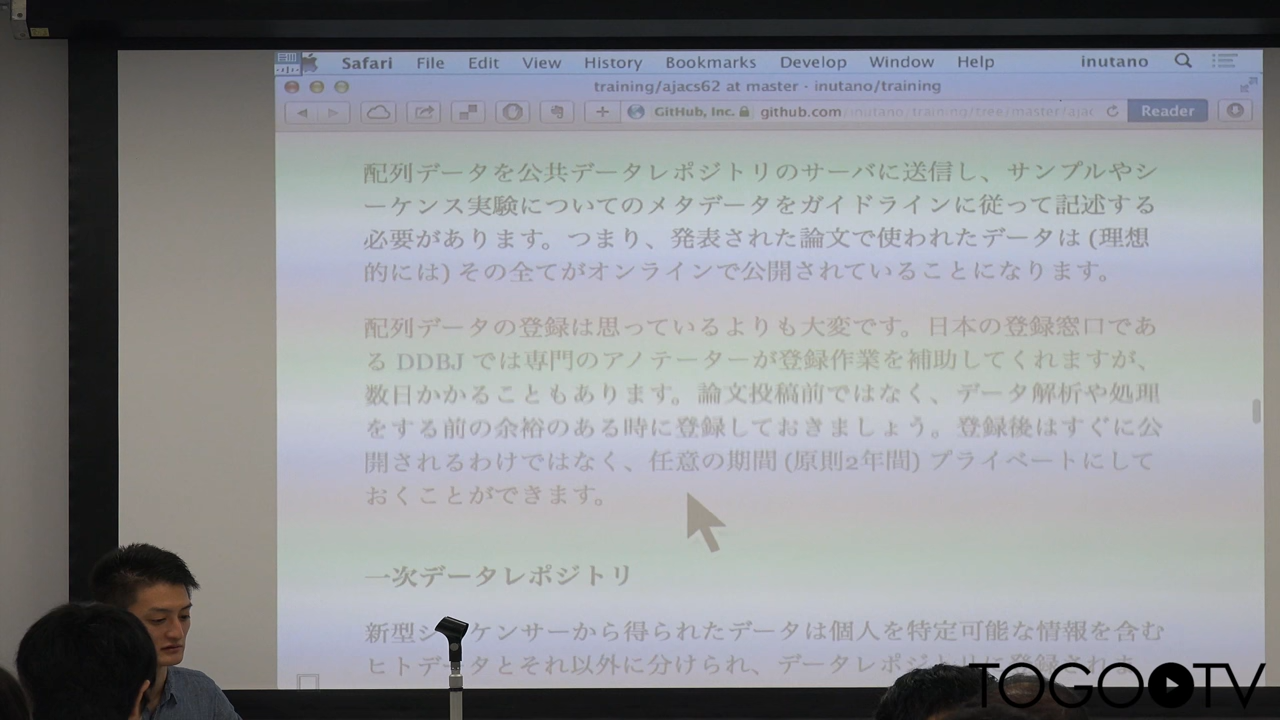 Safari File Edit View History Bookmarks Develop Window Help inutano
training/ajacs62 at master · inutano/training
GitHub, Inc. github.com/inutano/training/tree/master/ajac Reader
配列データを公共データレポジトリのサーバに送信し、サンプルやシ
ーケンス実験についてのメタデータをガイドラインに従って記述する
必要があります。つまり、発表された論文で使われたデータは (理想
的には) その全てがオンラインで公開されていることになります。
配列データの登録は思っているよりも大変です。日本の登録窓口であ
る DDBJ では専門のアノテーターが登録作業を補助してくれますが、
数日かかることもあります。論文投稿前ではなく、データ解析や処理
をする前の余裕のある時に登録しておきましょう。登録後はすぐに公
開されるわけではなく、任意の期間 (原則2年間) プライベートにして
おくことができます。
一次データレポジトリ
新型シーケンサーから得られたデータは個人を特定可能な情報を含む
ヒトデータとそれ以外に分けられ、データレポジトリに登録されま
TOGOTV